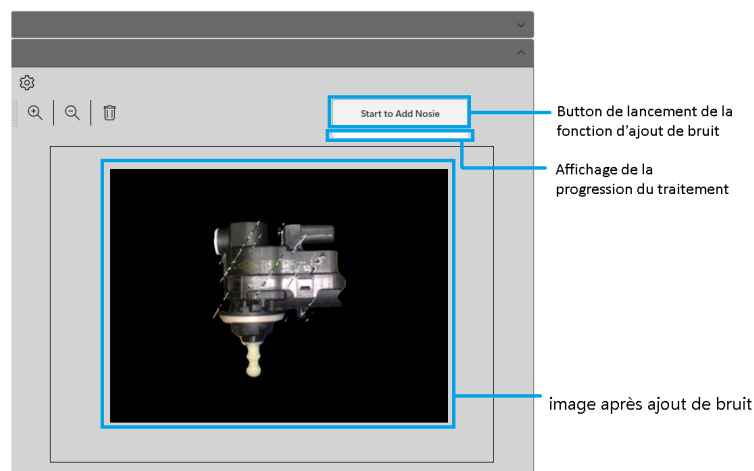 Start to Add Nosie
Button de lancement de la
fonction d'ajout de bruit
Affichage de la
progression du traitement
image après ajout de bruit